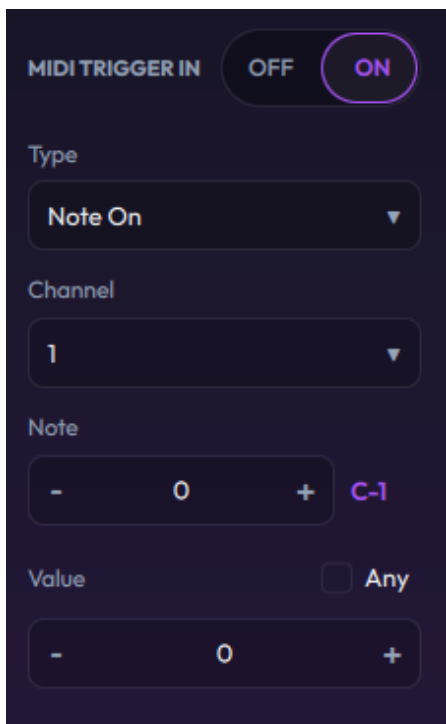 MIDI TRIGGER IN OFF ON
Type
Note On ▼
Channel
1 ▼
Note
- 0 + C-1
Value Any
- 0 +